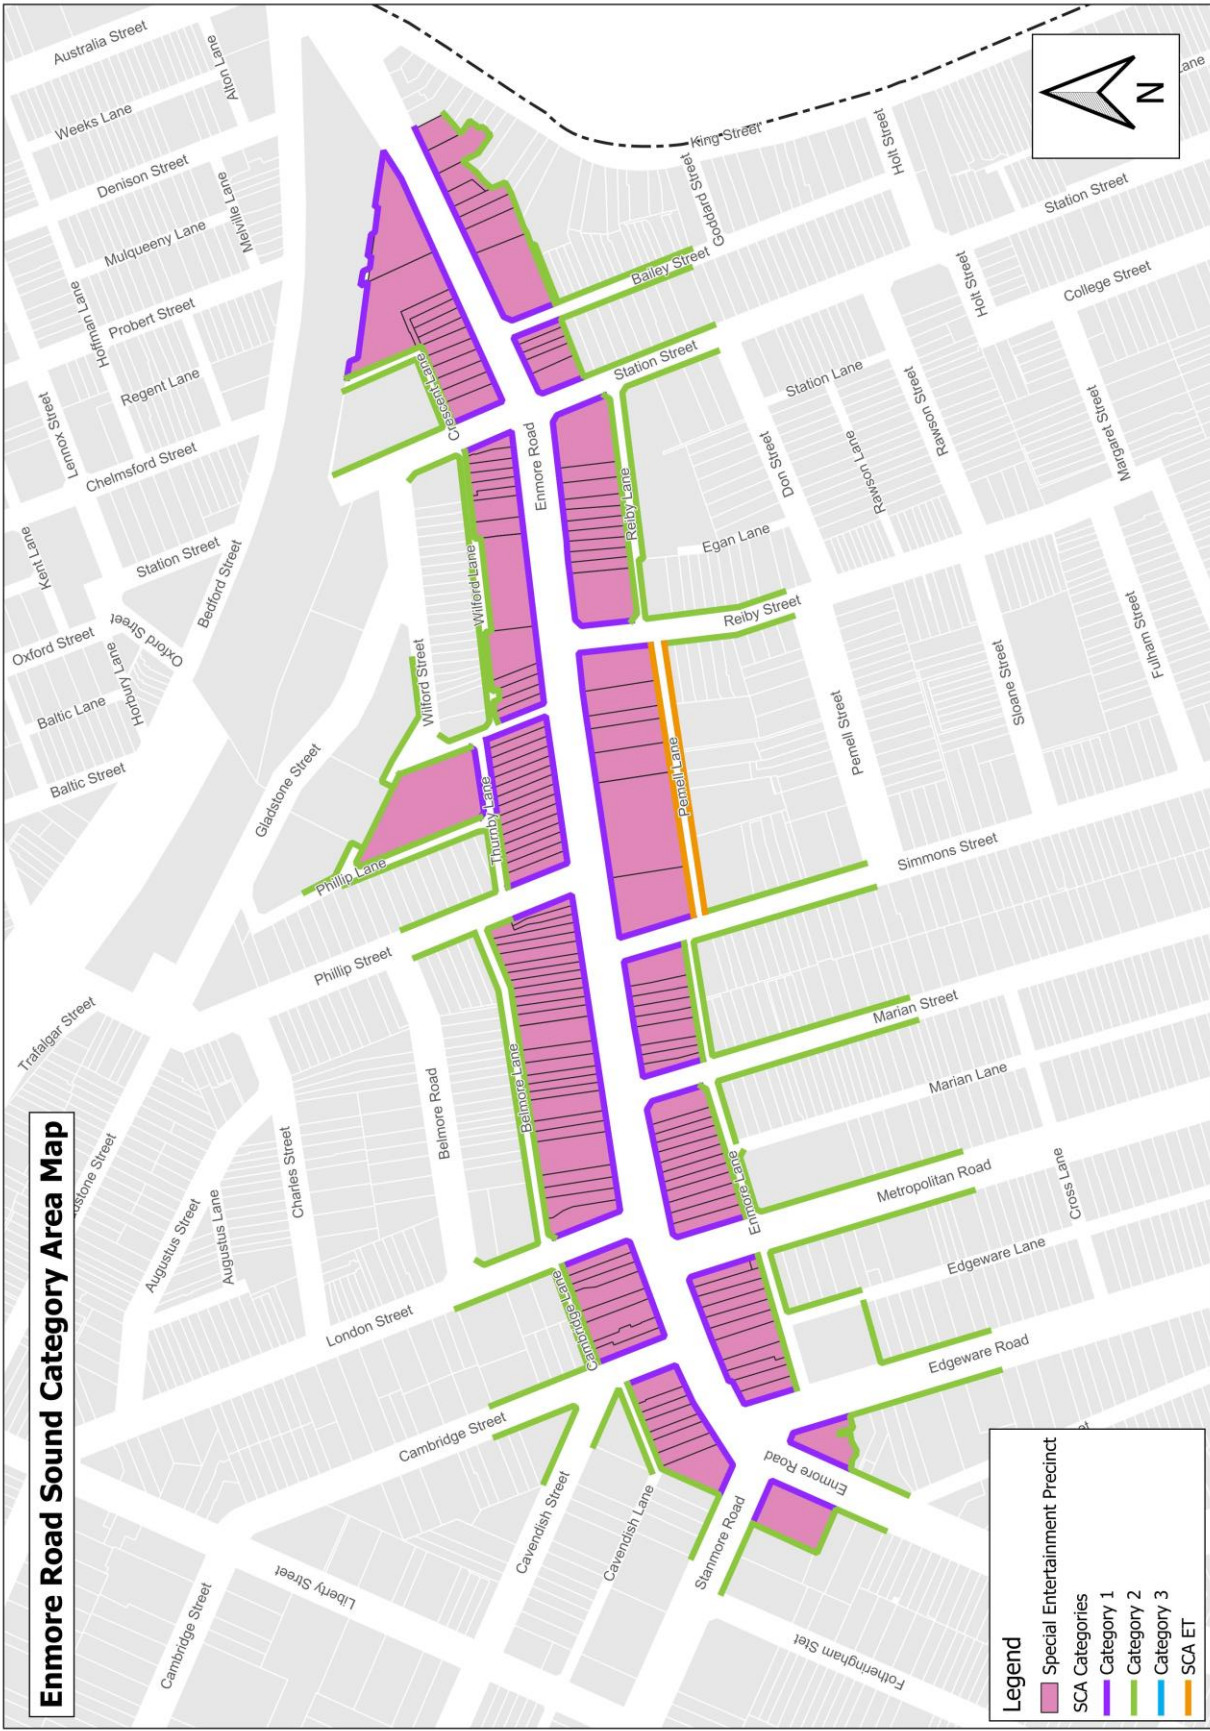 Enmore Road Sound Category Area Map
Australia Street
Alton Lane
Weeks Lane
Denison Street
Melville Lane
Mulqueeny Lane
Hoffman Lane
Probert Street
Regent Lane
Lennox Street
Chelmsford Street
Kent Lane
Station Street
Bedford Street
Oxford Street
Oxford Street
Horbury Lane
Baltic Lane
Baltic Street
Gladstone Street
Trafalgar Street
dstone Street
Augustus Street
Augustus Lane
Charles Street
Belmore Road
Phillip Street
Phillip Lane
Thurnby Lane
Wilford Street
Wilford Lane
Crescent Lane
Enmore Road
Belmore Lane
London Street
Cambridge Lane
Cambridge Street
Cambridge Street
Liberty Street
Cavendish Street
Cavendish Lane
Stanmore Road
Fotheringham Stet
Enmore Road
King Street
Goddard Street
Holt Street
Lane
Bailey Street
Station Street
Station Street
Holt Street
College Street
Station Lane
Rawson Street
Rawson Lane
Don Street
Margaret Street
Egan Lane
Reiby Lane
Reiby Street
Pemell Lane
Pemell Street
Sloane Street
Fulham Street
Simmons Street
Marian Street
Marian Lane
Enmore Lane
Metropolitan Road
Cross Lane
Edgeware Lane
Edgeware Road
et
N
Legend
Special Entertainment Precinct
SCA Categories
Category 1
Category 2
Category 3
SCA ET